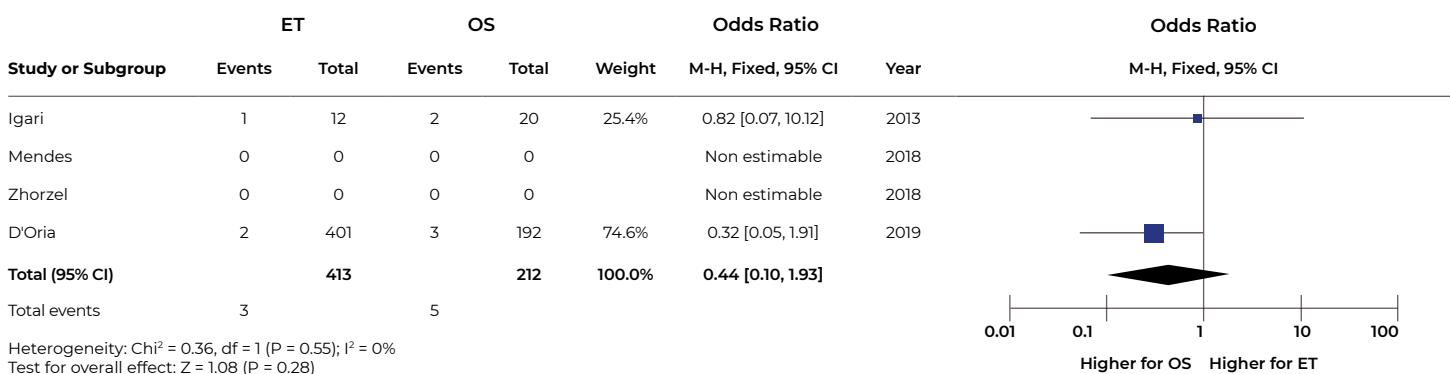 ET OS Odds Ratio Odds Ratio
Study or Subgroup Events Total Events Total Weight M-H, Fixed, 95% CI Year M-H, Fixed, 95% CI
Igari 1 12 2 20 25.4% 0.82 [0.07, 10.12] 2013
Mendes 0 0 0 0 Non estimable 2018
Zhorzel 0 0 0 0 Non estimable 2018
D'Oria 2 401 3 192 74.6% 0.32 [0.05, 1.91] 2019
Total (95% CI) 413 212 100.0% 0.44 [0.10, 1.93]
Total events 3 5
0.01 0.1 1 10 100
Heterogeneity: Chi² = 0.36, df = 1 (P = 0.55); I² = 0%
Test for overall effect: Z = 1.08 (P = 0.28)
Higher for OS Higher for ET